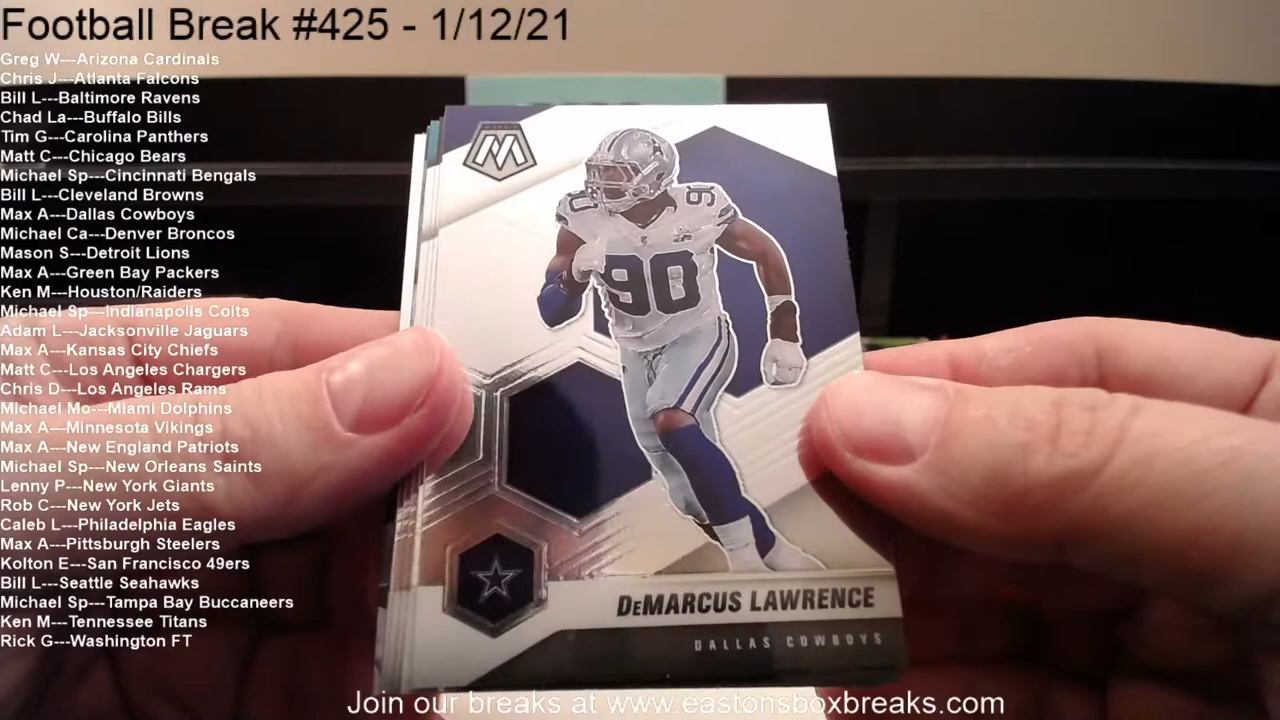 Football Break #425 - 1/12/21
Greg W---Arizona Cardinals
Chris J---Atlanta Falcons
Bill L---Baltimore Ravens
Chad La---Buffalo Bills
Tim G---Carolina Panthers
Matt C---Chicago Bears
Michael Sp---Cincinnati Bengals
Bill L---Cleveland Browns
Max A---Dallas Cowboys
Michael Ca---Denver Broncos
Mason S---Detroit Lions
Max A---Green Bay Packers
Ken M---Houston/Raiders
Michael Sp---Indianapolis Colts
Adam L---Jacksonville Jaguars
Max A---Kansas City Chiefs
Matt C---Los Angeles Chargers
Chris D---Los Angeles Rams
Michael Mo---Miami Dolphins
Max A---Minnesota Vikings
Max A---New England Patriots
Michael Sp---New Orleans Saints
Lenny P---New York Giants
Rob C---New York Jets
Caleb L---Philadelphia Eagles
Max A---Pittsburgh Steelers
Kolton E---San Francisco 49ers
Bill L---Seattle Seahawks
Michael Sp---Tampa Bay Buccaneers
Ken M---Tennessee Titans
Rick G---Washington FT
M
90
90
90
DEMARCUS LAWRENCE
DALLAS COWBOYS
Join our breaks at www.eastonsboxbreaks.com